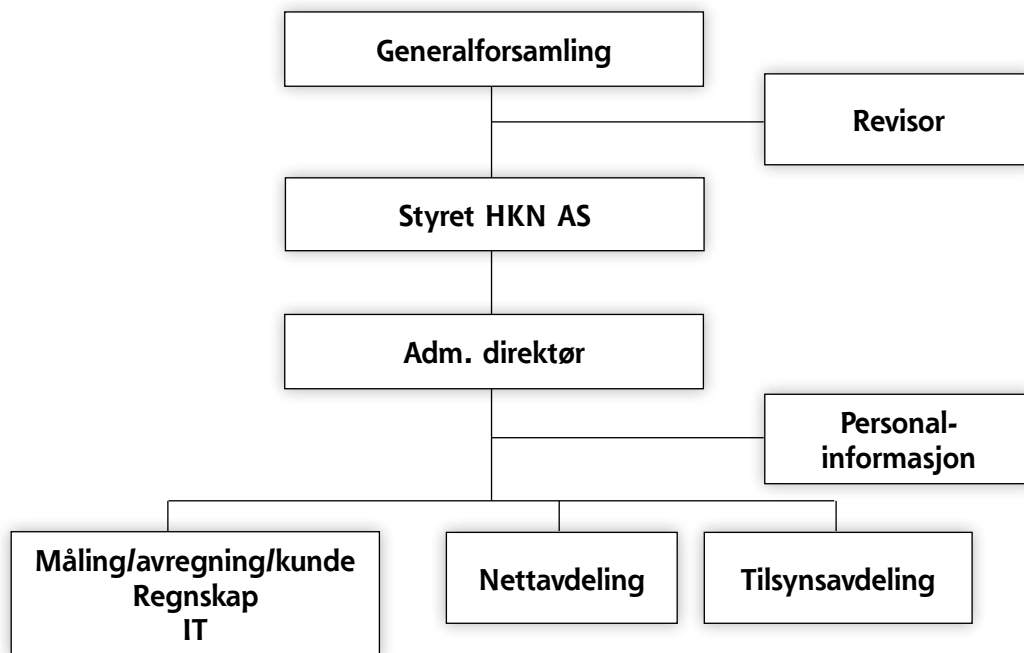 Generalforsamling
Revisor
Styret HKN AS
Adm. direktør
Personal-
informasjon
Måling/avregning/kunde
Regnskap
IT
Nettavdeling
Tilsynsavdeling